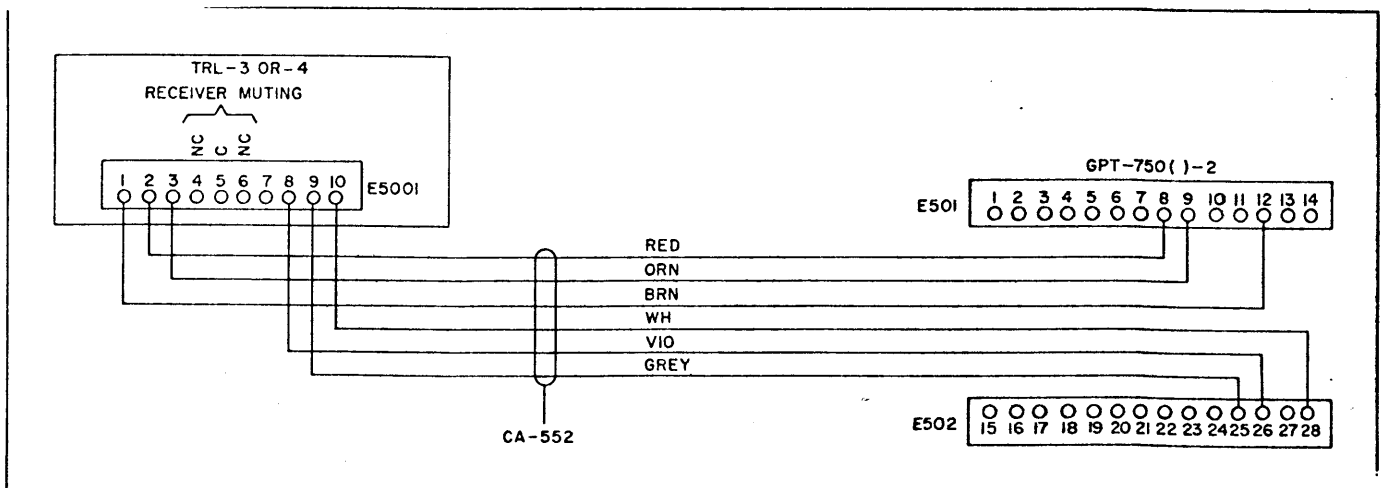 TRL-3 OR-4
RECEIVER MUTING
NC C NC
1 2 3 4 5 6 7 8 9 10
E5001
GPT-750( )-2
E501
1 2 3 4 5 6 7 8 9 10 11 12 13 14
RED
ORN
BRN
WH
VIO
GREY
CA-552
E502
15 16 17 18 19 20 21 22 23 24 25 26 27 28